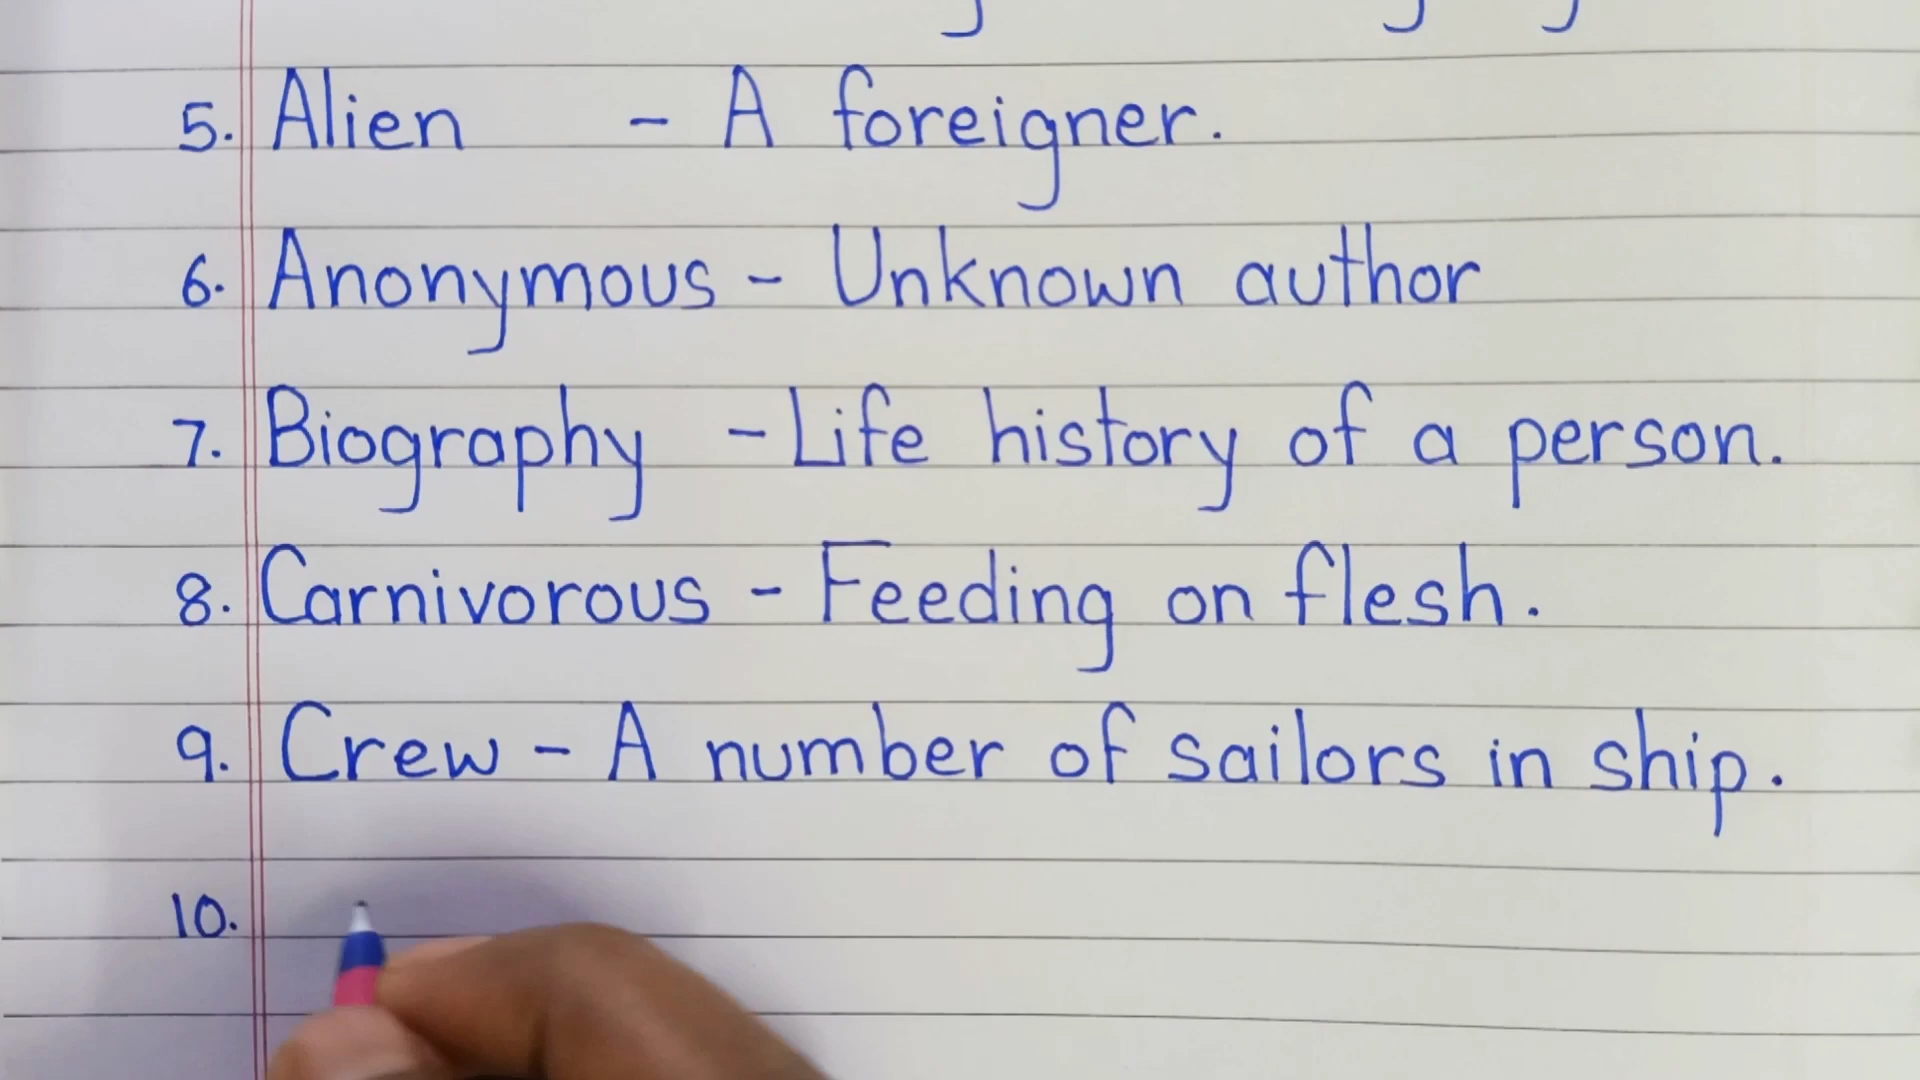 5. Alien - A foreigner.
6. Anonymous - Unknown author
7. Biography - Life history of a person.
8. Carnivorous - Feeding on flesh.
9. Crew - A number of sailors in ship.
10.